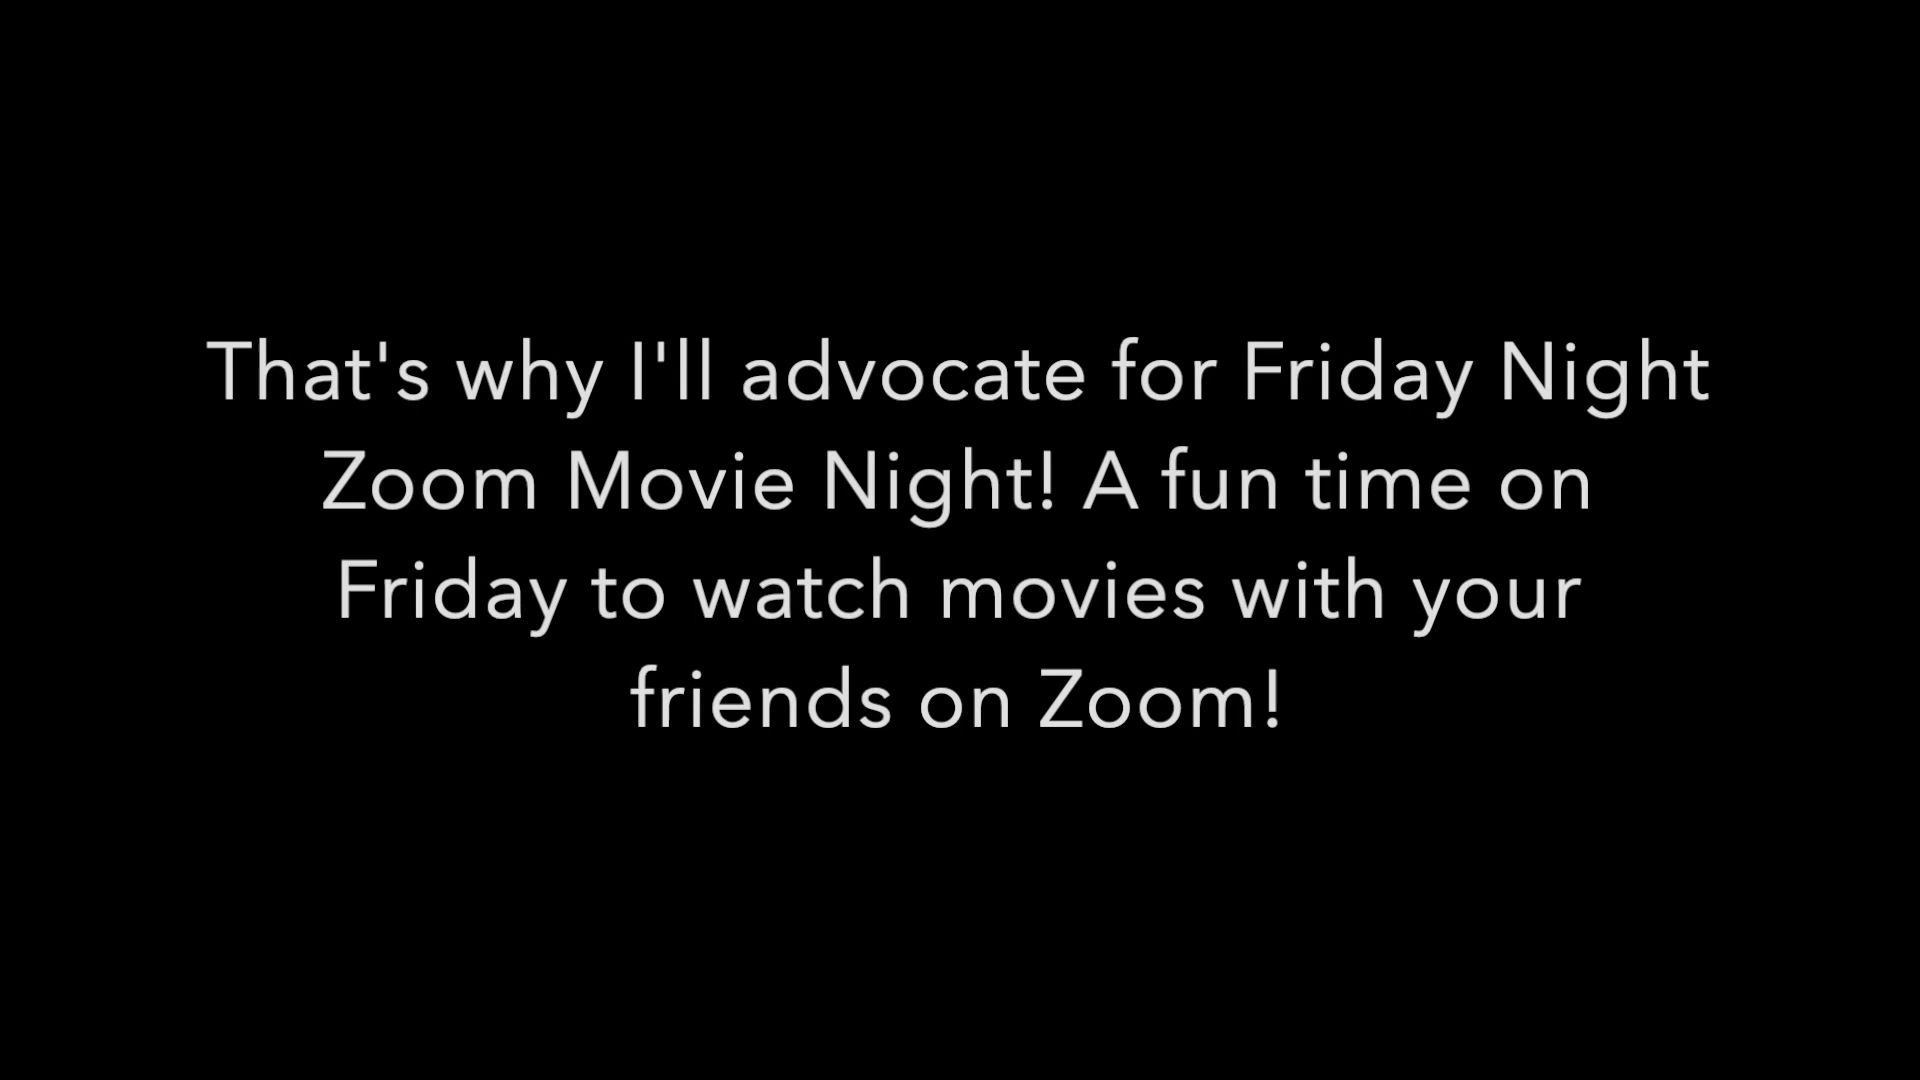 That's why I'll advocate for Friday Night
Zoom Movie Night! A fun time on
Friday to watch movies with your
friends on Zoom!